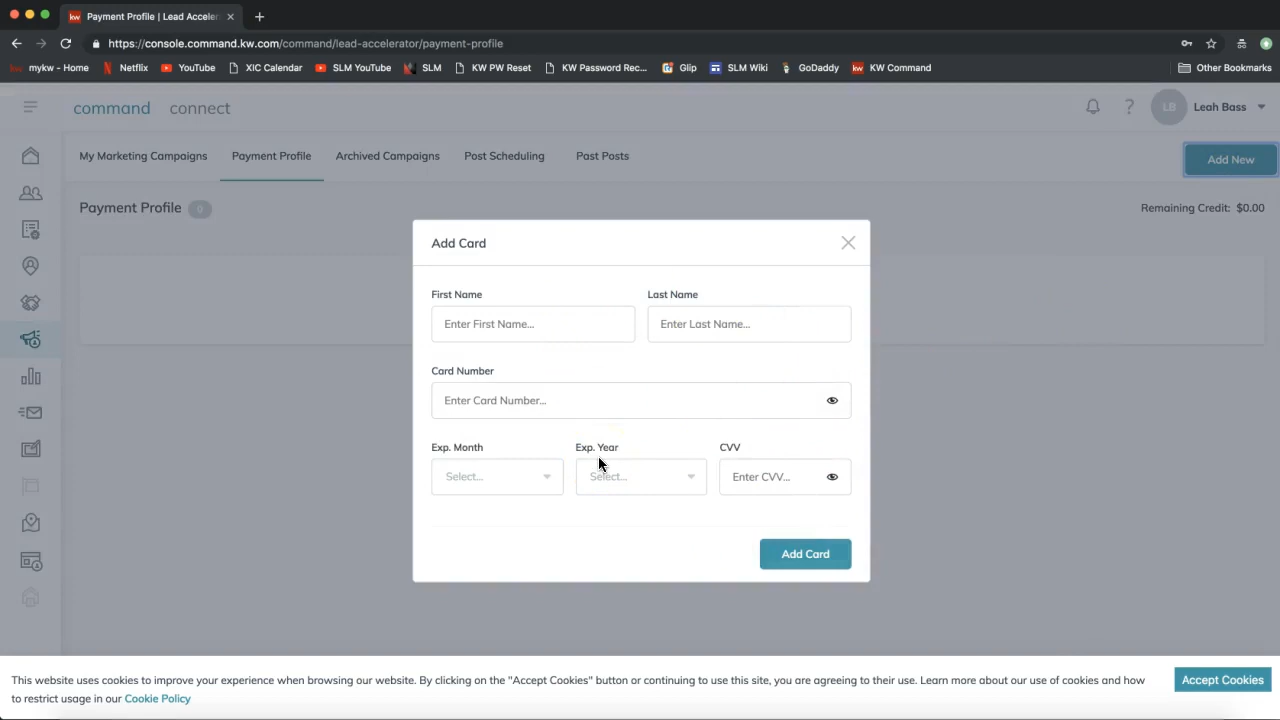 Payment Profile | Lead Acceler
https://console.command.kw.com/command/lead-accelerator/payment-profile
kw mykw - Home Netflix YouTube XIC Calendar SLM YouTube SLM KW PW Reset KW Password Rec... Glip SLM Wiki GoDaddy kw KW Command Other Bookmarks
command connect LB Leah Bass
My Marketing Campaigns Payment Profile Archived Campaigns Post Scheduling Past Posts Add New
Payment Profile 0 Remaining Credit: $0.00
Add Card
First Name Last Name
Enter First Name... Enter Last Name...
Card Number
Enter Card Number...
Exp. Month Exp. Year CVV
Select... Select... Enter CVV...
Add Card
This website uses cookies to improve your experience when browsing our website. By clicking on the "Accept Cookies" button or continuing to use this site, you are agreeing to their use. Learn more about our use of cookies and how
to restrict usage in our Cookie Policy
Accept Cookies